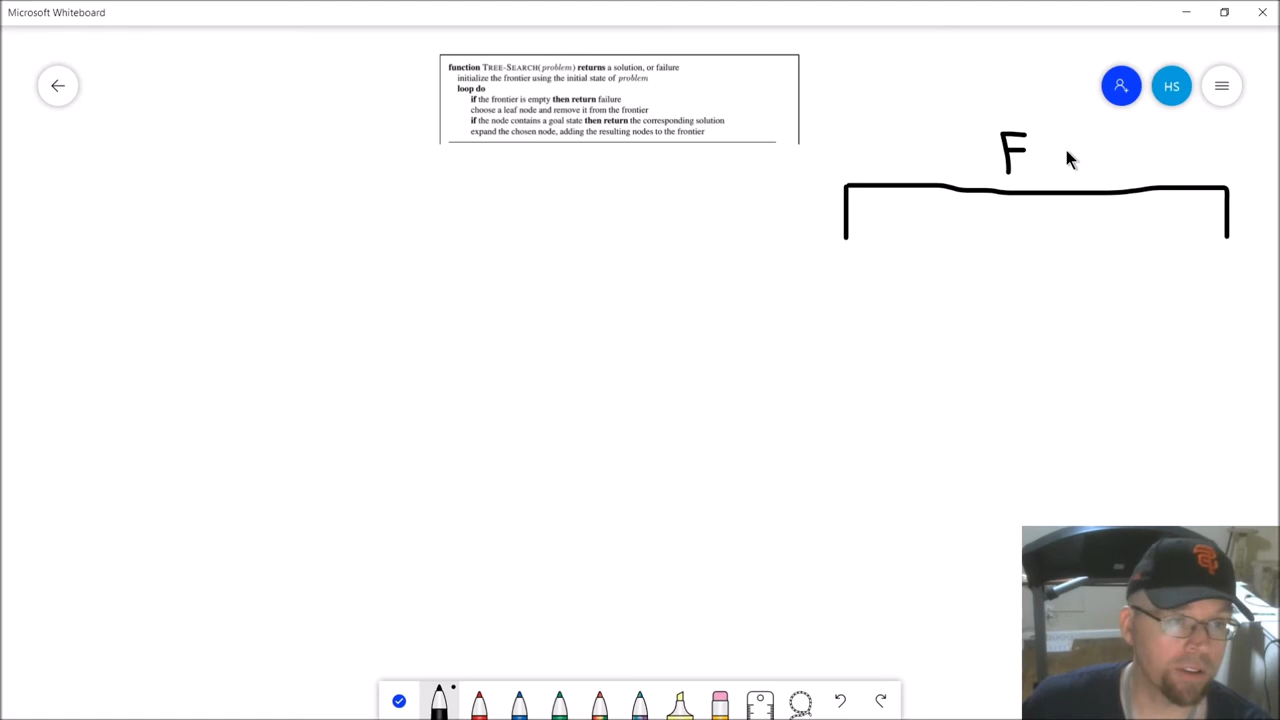 Microsoft Whiteboard
function TREE-SEARCH(problem) returns a solution, or failure
initialize the frontier using the initial state of problem
loop do
if the frontier is empty then return failure
choose a leaf node and remove it from the frontier
if the node contains a goal state then return the corresponding solution
expand the chosen node, adding the resulting nodes to the frontier
HS
F